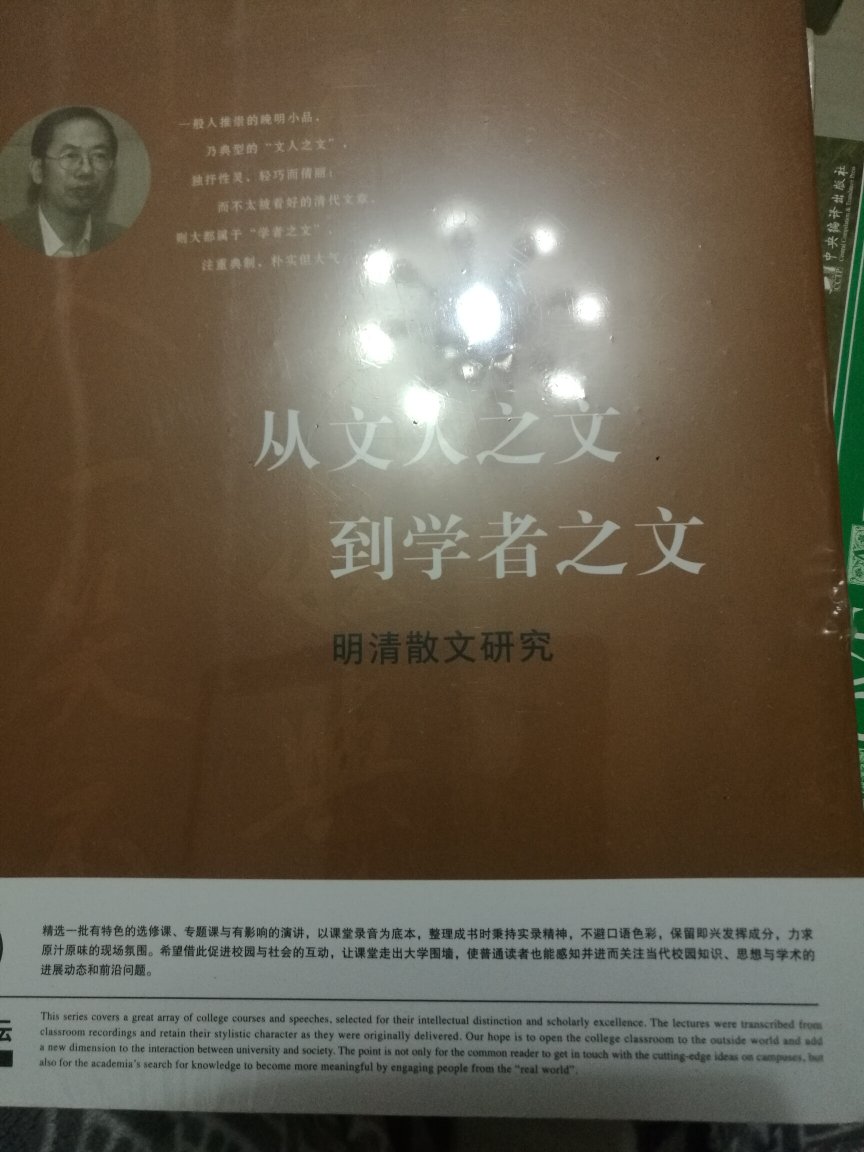 一般人推崇的晚明小品，
乃典型的“文人之文”，
独抒性灵、轻巧而倩丽；
而不太被看好的清代文章，
则大都属于“学者之文”，
注重典制、朴实但大气
从文人之文
到学者之文
明清散文研究
精选一批有特色的选修课、专题课与有影响的演讲，以课堂录音为底本，整理成书时秉持实录精神，不避口语色彩，保留即兴发挥成分，力求
原汁原味的现场氛围。希望借此促进校园与社会的互动，让课堂走出大学围墙，使普通读者也能感知并进而关注当代校园知识、思想与学术的
进展动态和前沿问题。
This series covers a great array of college courses and speeches, selected for their intellectual distinction and scholarly excellence. The lectures were transcribed from
classroom recordings and retain their stylistic character as they were originally delivered. Our hope is to open the college classroom to the outside world and add
a new dimension to the interaction between university and society. The point is not only for the common reader to get in touch with the cutting-edge ideas on campuses, but
also for the academia's search for knowledge to become more meaningful by engaging people from the "real world".
坛
中央编译出版社
CCTP Central Compilation & Translation Press